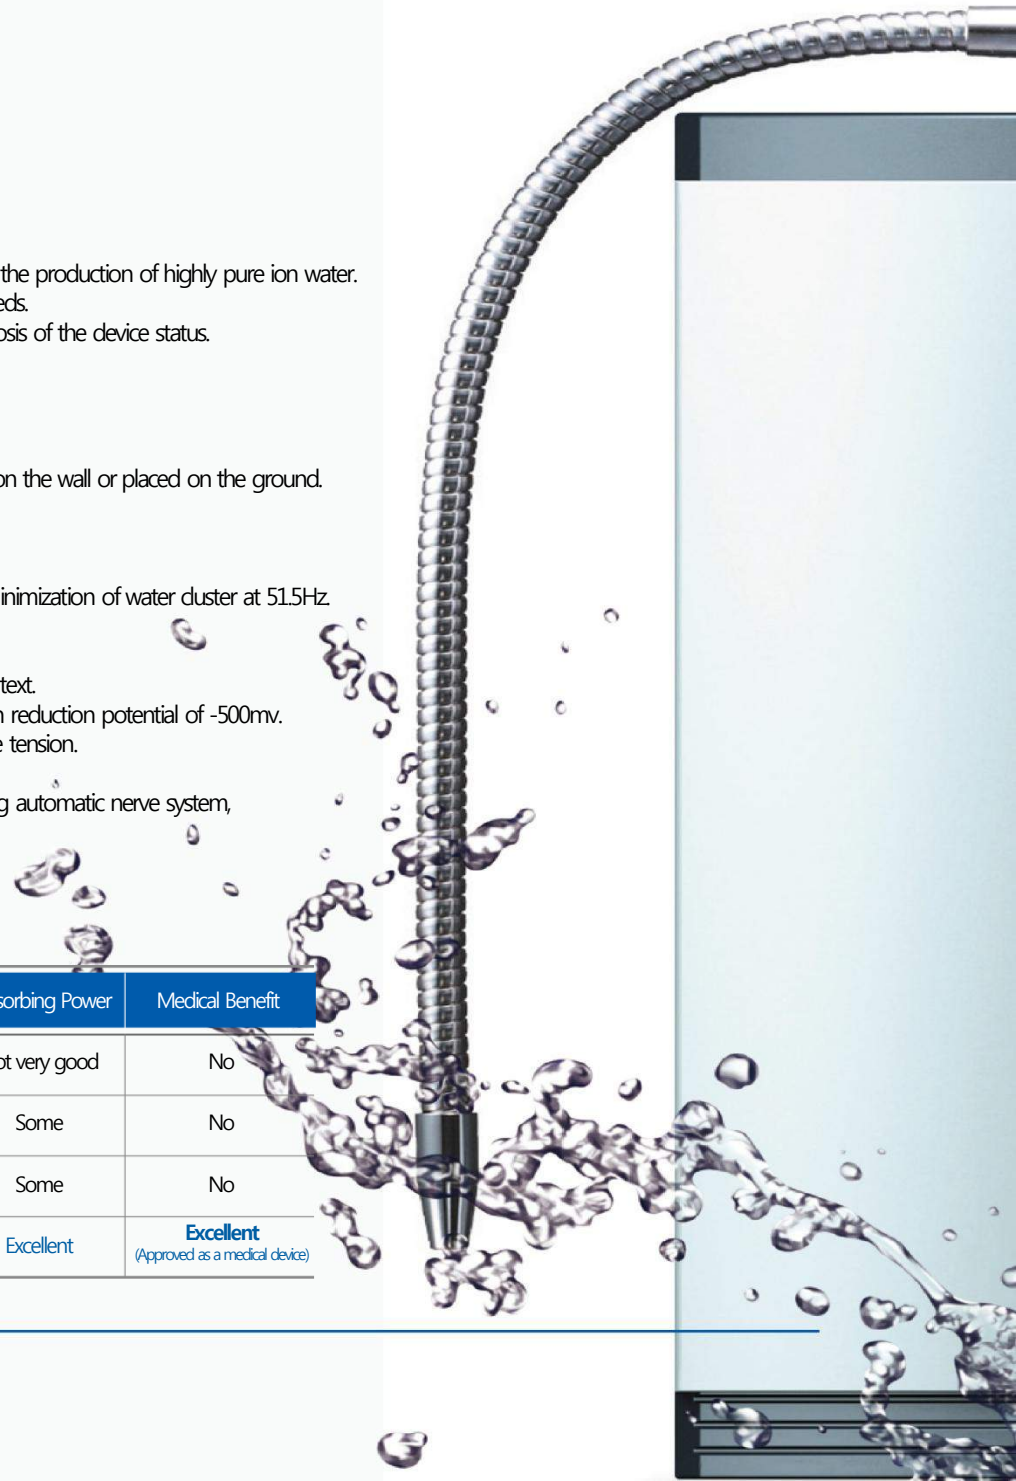 the production of highly pure ion water.
eds.
osis of the device status.
on the wall or placed on the ground.
inimization of water cluster at 51.5Hz.
text.
n reduction potential of -500mv.
e tension.
g automatic nerve system,
sorbing Power Medical Benefit
ot very good No
Some No
Some No
Excellent Excellent
(Approved as a medical device)